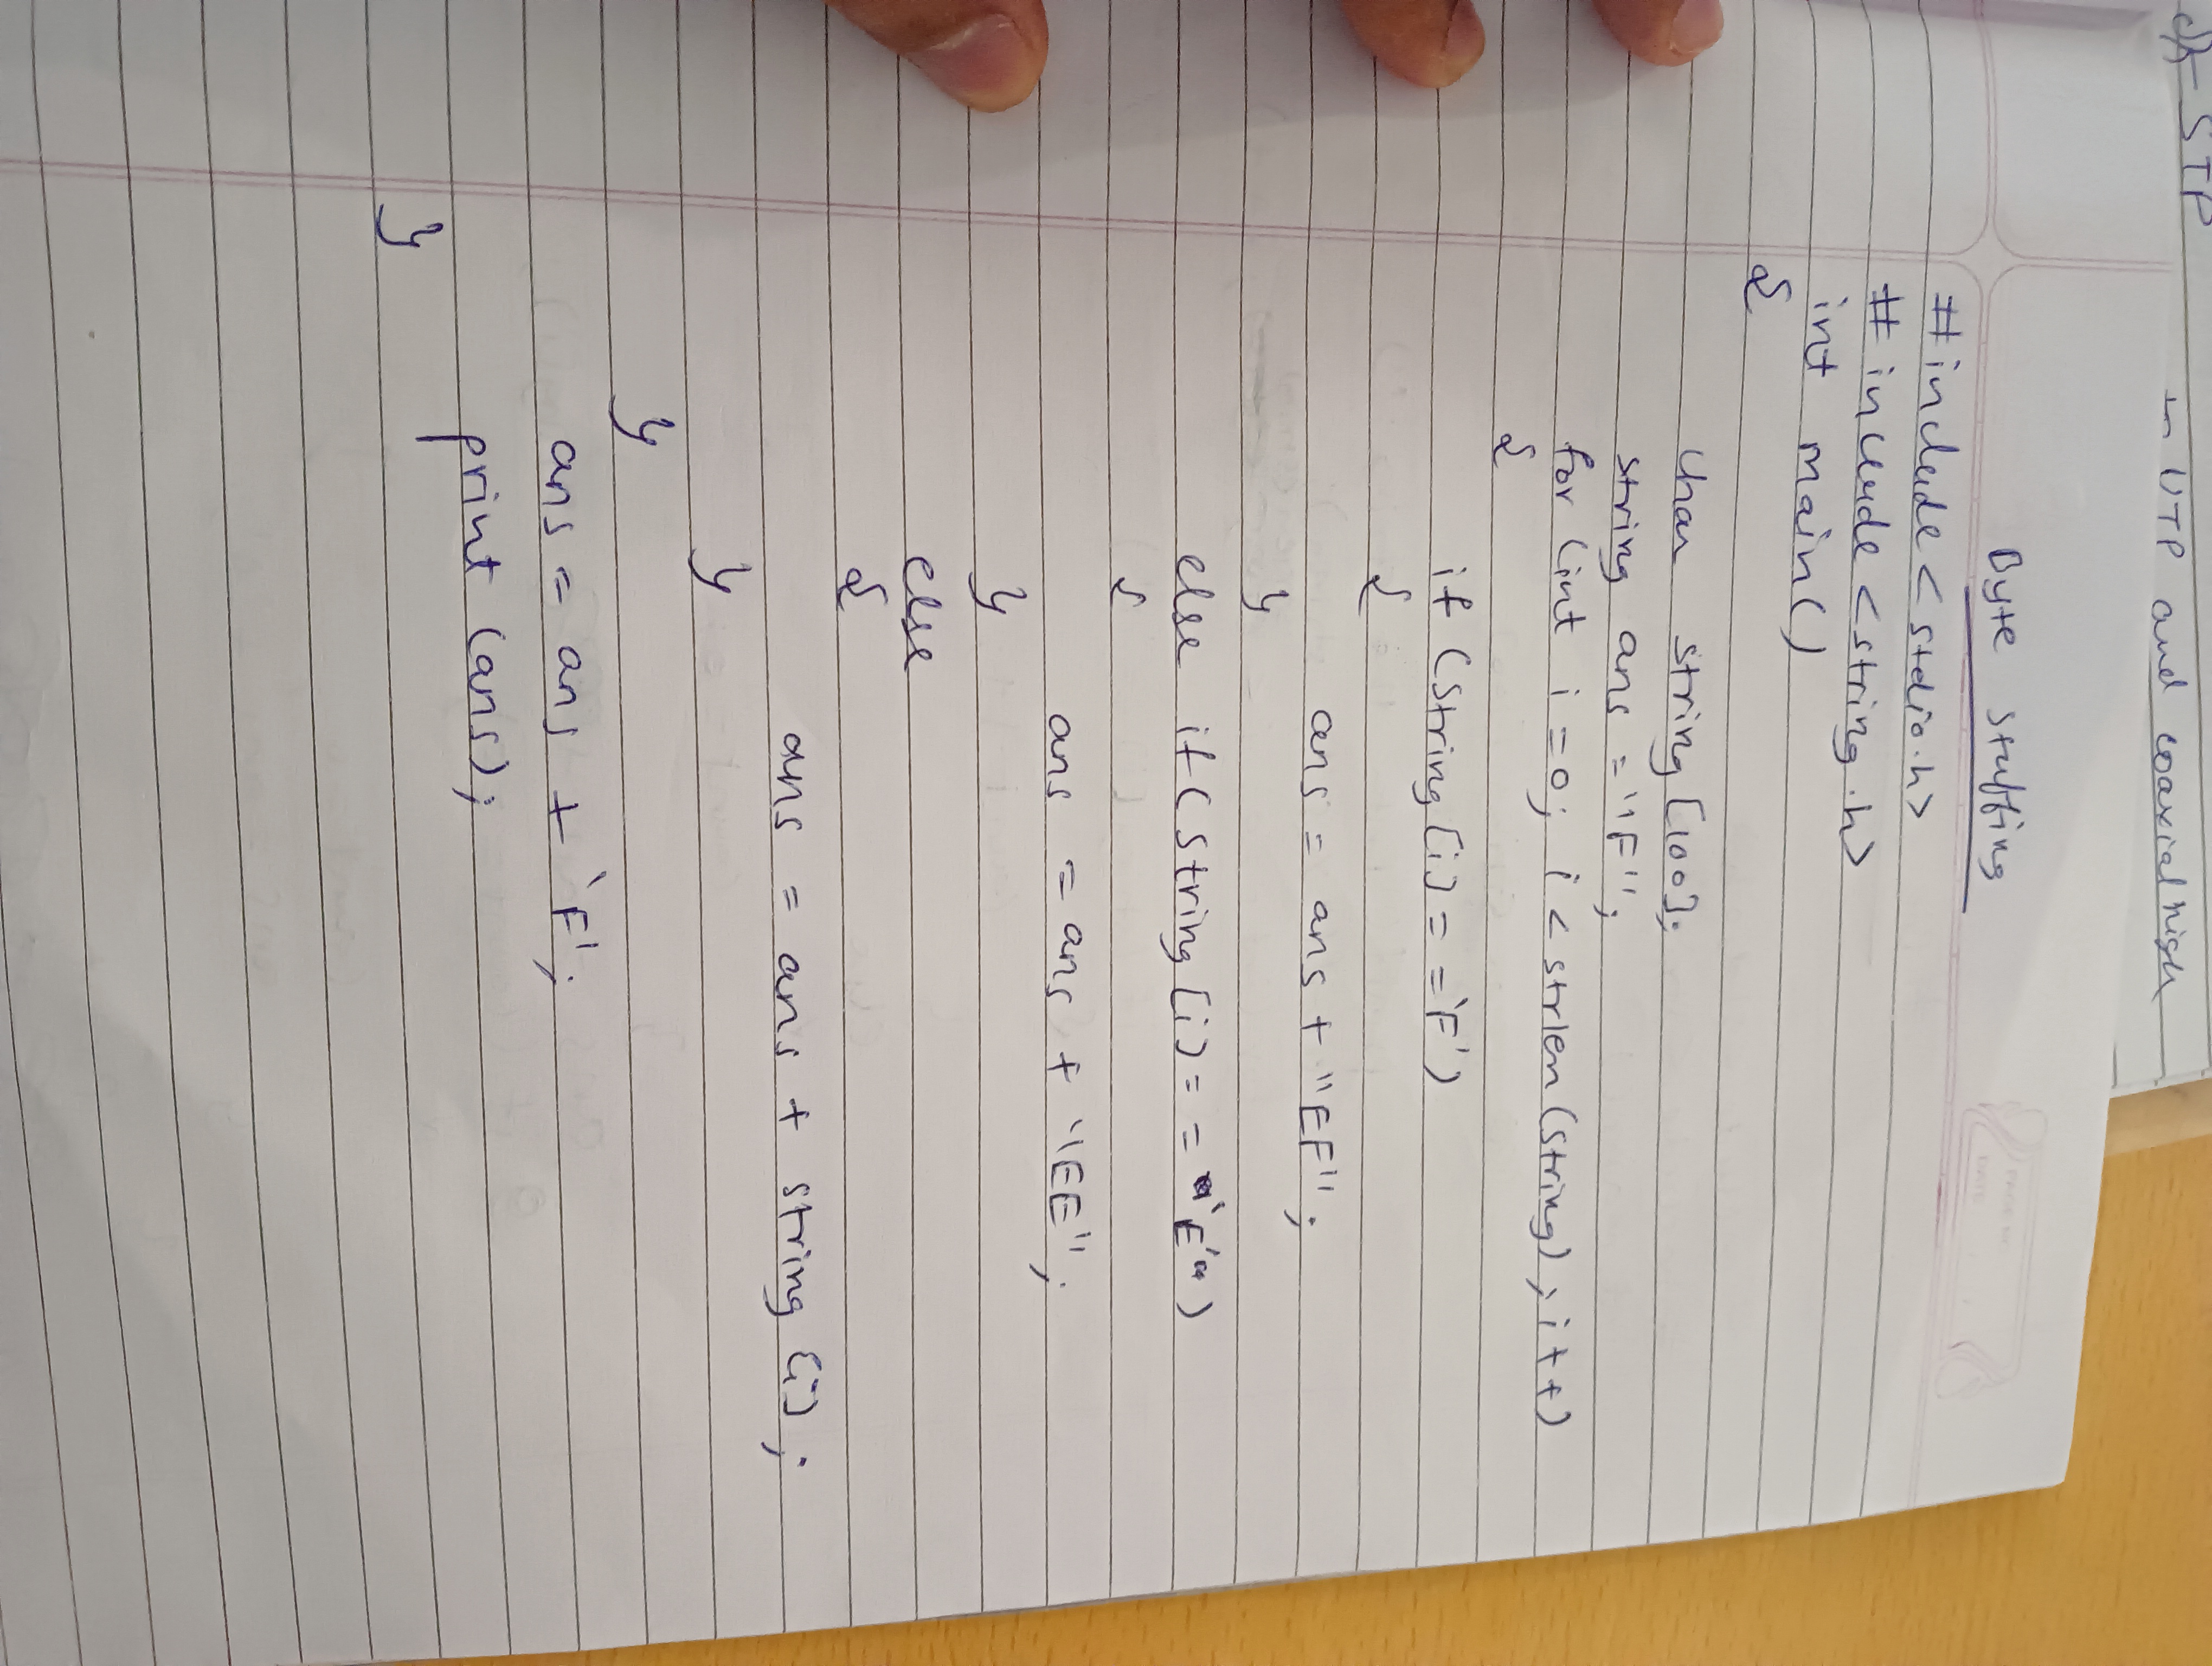 STP
UTP and coaxial high
PAGE NO.
DATE
Byte stuffing
#include <stdio.h>
# include <string.h>
int main()
{
char string [100];
string ans = "F";
for (int i = 0; i < strlen (string); i++)
{
if (String [i] == 'F')
{
ans = ans + "EF";
}
else if (string [i] == 'E')
{
ans = ans + "EE";
}
else
{
ans = ans + string [i];
}
}
ans = ans + 'F';
print (ans);
}